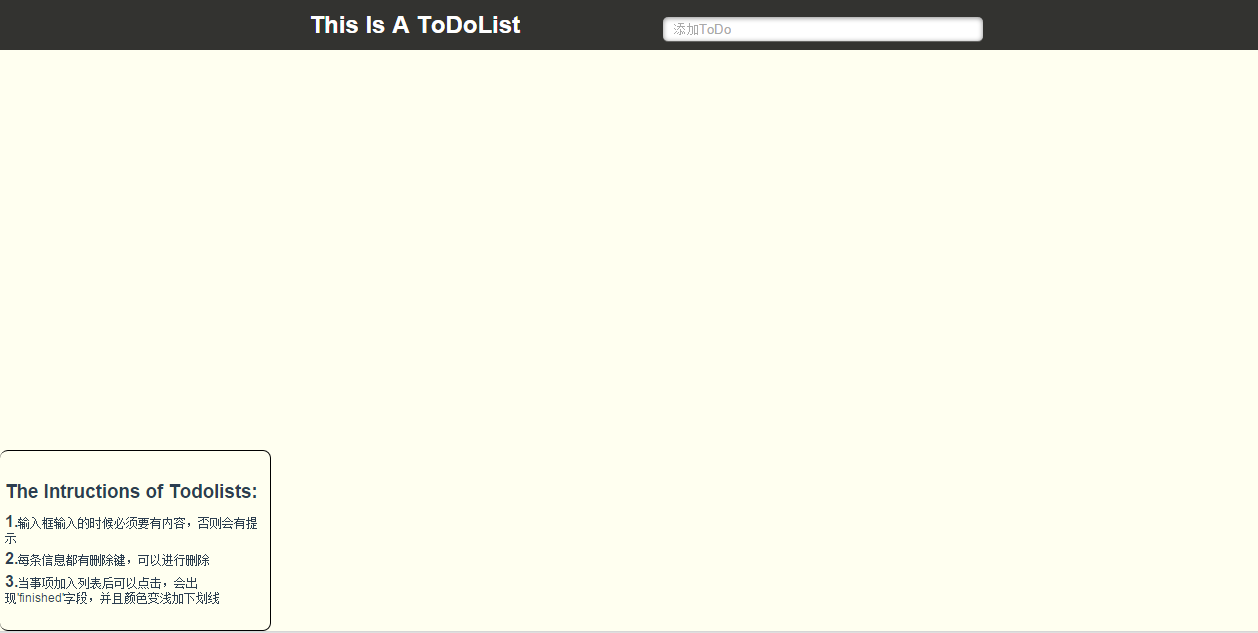 This Is A ToDoList
添加ToDo
The Intructions of Todolists:
1.输入框输入的时候必须要有内容，否则会有提
示
2.每条信息都有删除键，可以进行删除
3.当事项加入列表后可以点击，会出
现'finished'字段，并且颜色变浅加下划线